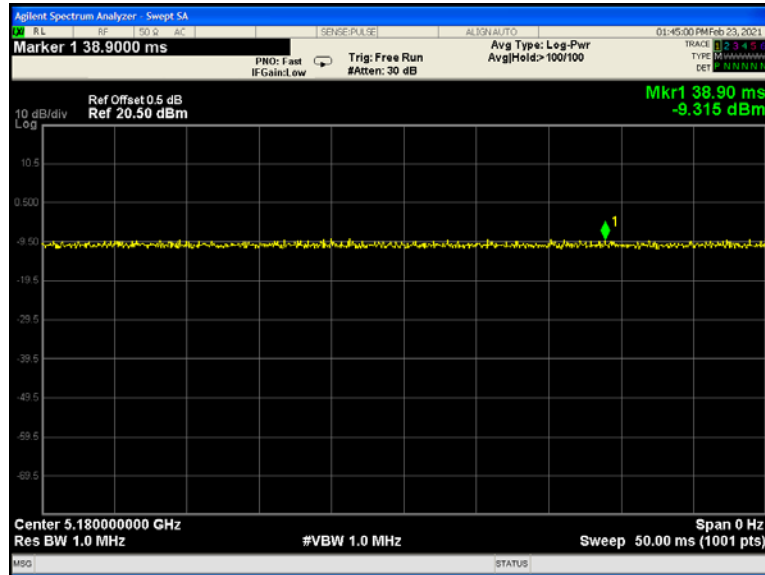 Agilent Spectrum Analyzer - Swept SA
RL RF 50 Ω AC SENSE:PULSE ALIGN AUTO 01:45:00 PM Feb 23, 2021
Marker 1 38.9000 ms
PNO: Fast
IFGain:Low
Trig: Free Run
#Atten: 30 dB
Avg Type: Log-Pwr
Avg|Hold:> 100/100
TRACE 1 2 3 4 5 6
TYPE M
DET P N N N N
Ref Offset 0.5 dB
10 dB/div Ref 20.50 dBm
Log
Mkr1 38.90 ms
-9.315 dBm
10.5
0.500
1
-9.50
-19.5
-29.5
-39.5
-49.5
-59.5
-69.5
Center 5.180000000 GHz Span 0 Hz
Res BW 1.0 MHz #VBW 1.0 MHz Sweep 50.00 ms (1001 pts)
MSG STATUS